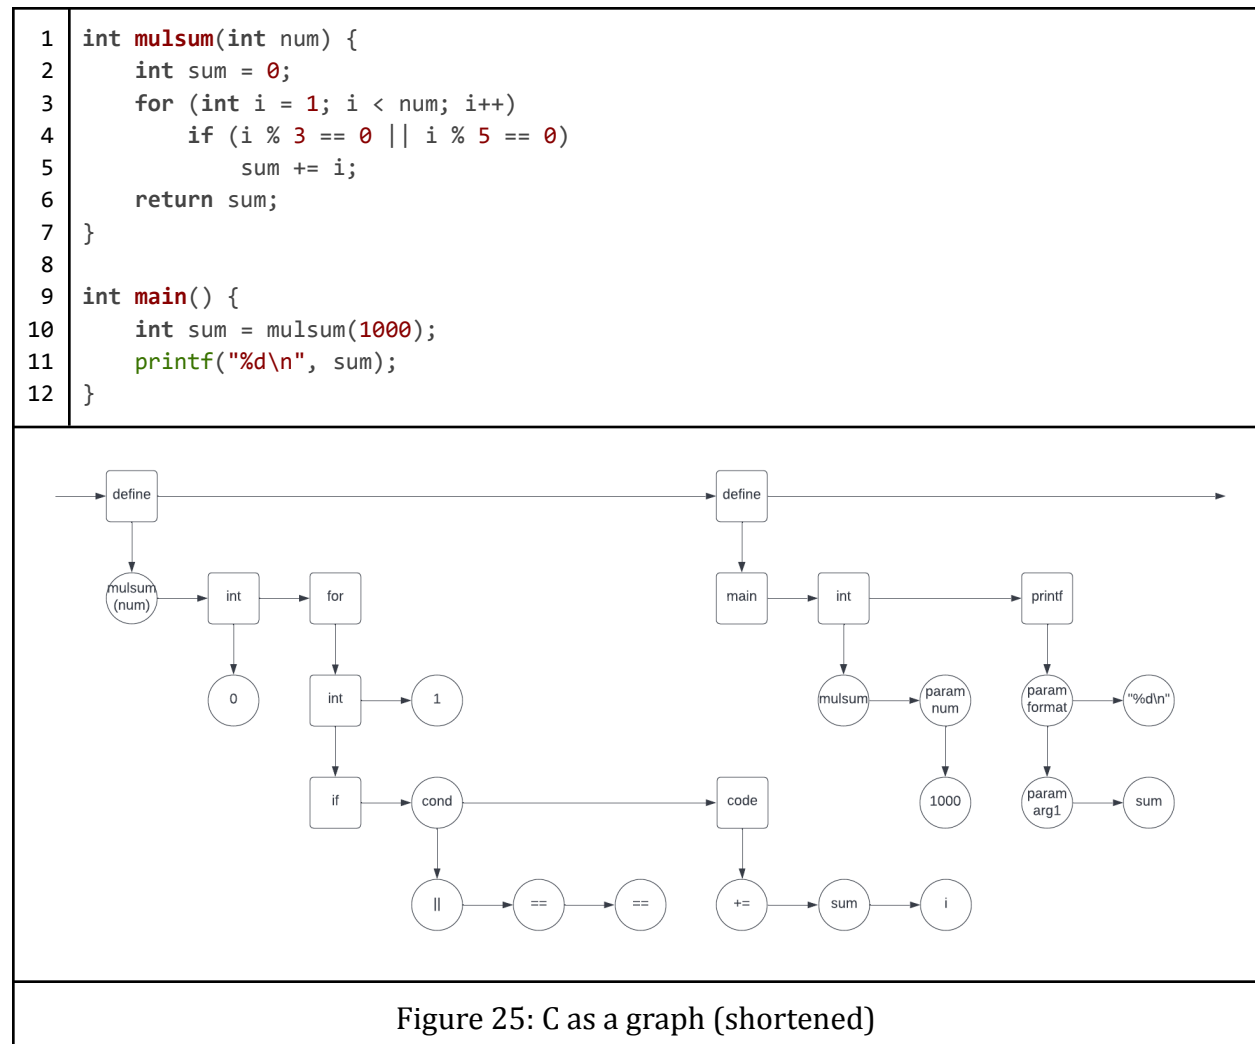 1 int mulsum(int num) {
2     int sum = 0;
3     for (int i = 1; i < num; i++)
4         if (i % 3 == 0 || i % 5 == 0)
5             sum += i;
6     return sum;
7 }
8
9 int main() {
10     int sum = mulsum(1000);
11     printf("%d\n", sum);
12 }
define define
mulsum
(num)
int for main int printf
0 int 1 mulsum
param
num
param
format
"%d\n"
if cond code 1000
param
arg1
sum
|| == == += sum i
Figure 25: C as a graph (shortened)